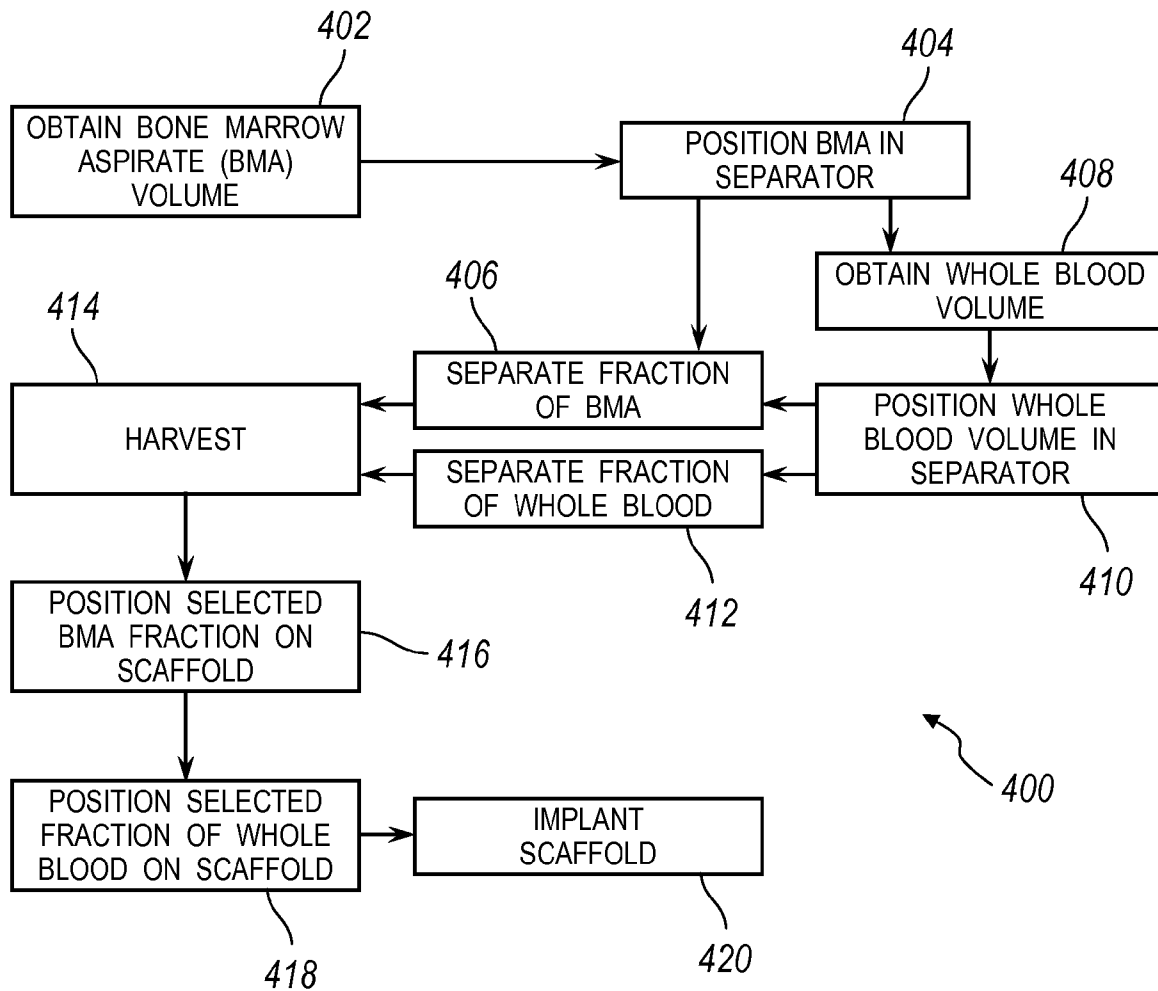 402
OBTAIN BONE MARROW
ASPIRATE (BMA)
VOLUME
404
POSITION BMA IN
SEPARATOR
408
OBTAIN WHOLE BLOOD
VOLUME
406
SEPARATE FRACTION
OF BMA
414
HARVEST
POSITION WHOLE
BLOOD VOLUME IN
SEPARATOR
410
SEPARATE FRACTION
OF WHOLE BLOOD
412
POSITION SELECTED
BMA FRACTION ON
SCAFFOLD
416
400
POSITION SELECTED
FRACTION OF WHOLE
BLOOD ON SCAFFOLD
418
IMPLANT
SCAFFOLD
420